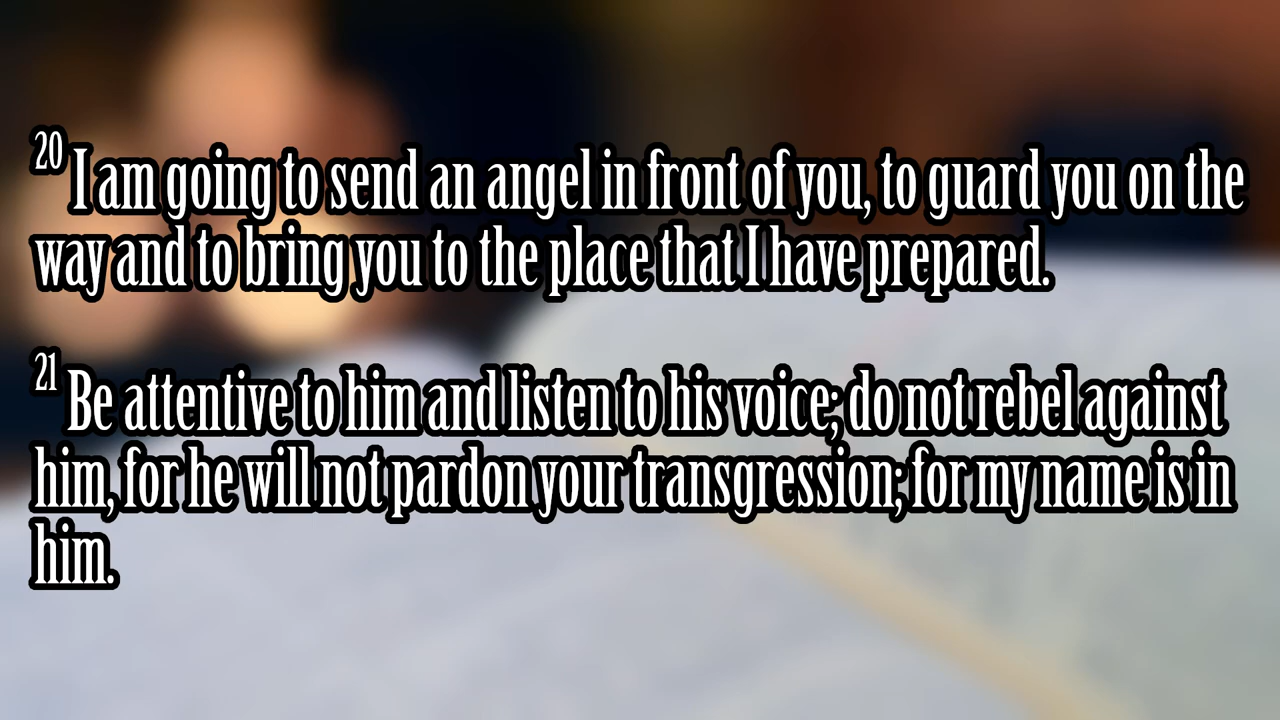 20 I am going to send an angel in front of you, to guard you on the
way and to bring you to the place that I have prepared.
21 Be attentive to him and listen to his voice; do not rebel against
him, for he will not pardon your transgression; for my name is in
him.